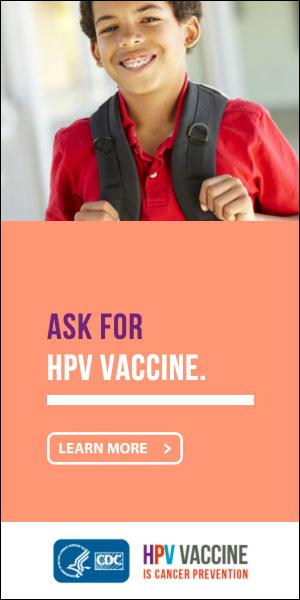 ASK FOR
HPV VACCINE.
LEARN MORE >
CDC
HPV VACCINE
IS CANCER PREVENTION